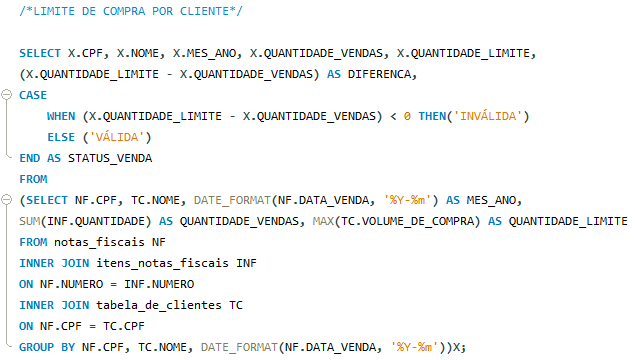 /*LIMITE DE COMPRA POR CLIENTE*/
SELECT X.CPF, X.NOME, X.MES_ANO, X.QUANTIDADE_VENDAS, X.QUANTIDADE_LIMITE,
(X.QUANTIDADE_LIMITE - X.QUANTIDADE_VENDAS) AS DIFERENCA,
CASE
WHEN (X.QUANTIDADE_LIMITE - X.QUANTIDADE_VENDAS) < 0 THEN('INVÁLIDA')
ELSE ('VÁLIDA')
END AS STATUS_VENDA
FROM
(SELECT NF.CPF, TC.NOME, DATE_FORMAT(NF.DATA_VENDA, '%Y-%m') AS MES_ANO,
SUM(INF.QUANTIDADE) AS QUANTIDADE_VENDAS, MAX(TC.VOLUME_DE_COMPRA) AS QUANTIDADE_LIMITE
FROM notas_fiscais NF
INNER JOIN itens_notas_fiscais INF
ON NF.NUMERO = INF.NUMERO
INNER JOIN tabela_de_clientes TC
ON NF.CPF = TC.CPF
GROUP BY NF.CPF, TC.NOME, DATE_FORMAT(NF.DATA_VENDA, '%Y-%m'))X;